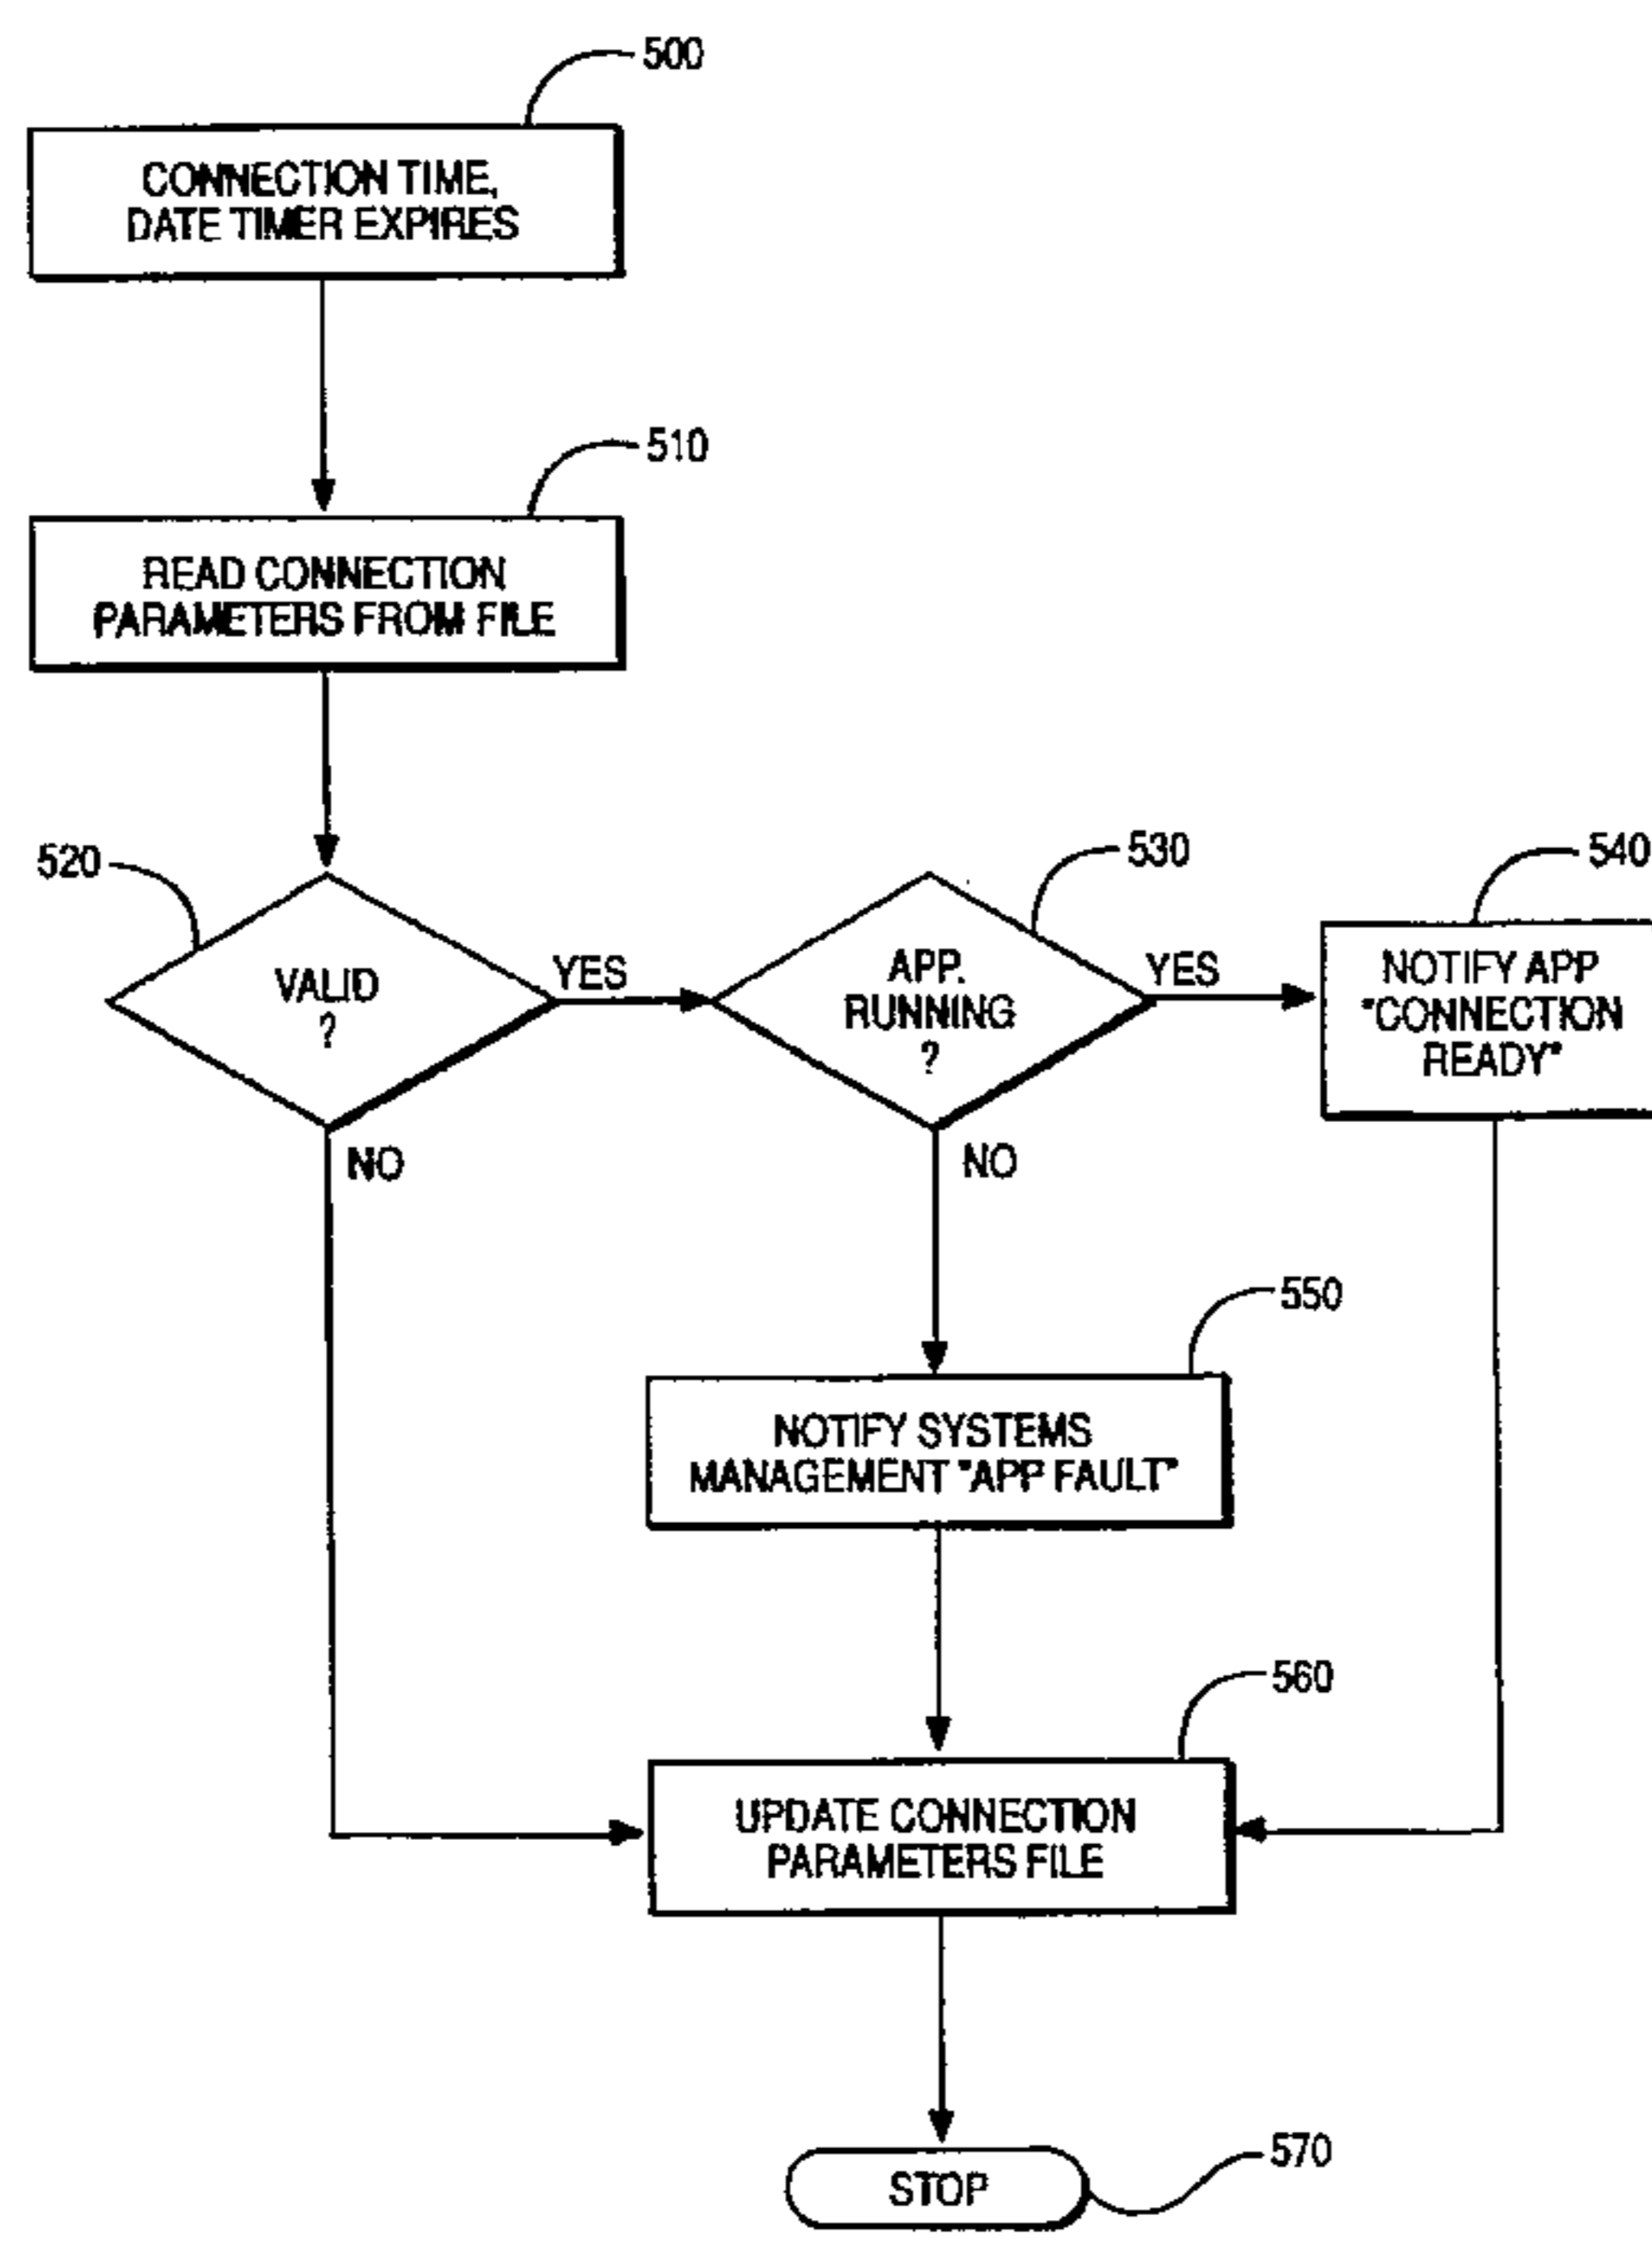 500
CONNECTION TIME,
DATE TIMER EXPIRES
510
READ CONNECTION
PARAMETERS FROM FILE
520
VALID
?
YES
NO
530
APP.
RUNNING
?
YES
NO
540
NOTIFY APP
"CONNECTION
READY"
550
NOTIFY SYSTEMS
MANAGEMENT "APP FAULT"
560
UPDATE CONNECTION
PARAMETERS FILE
STOP
570